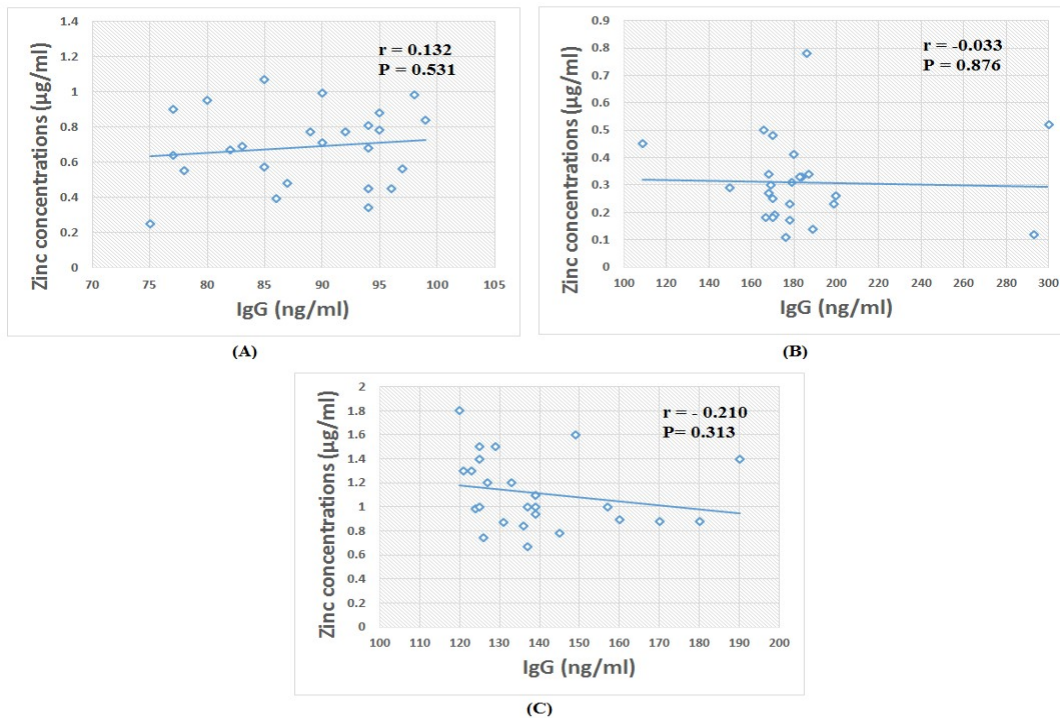 1.4
1.2
1
0.8
0.6
0.4
0.2
0
Zinc concentrations (µg/ml)
r = 0.132
P = 0.531
70 75 80 85 90 95 100 105
IgG (ng/ml)
(A)
0.9
0.8
0.7
0.6
0.5
0.4
0.3
0.2
0.1
0
Zinc concentrations (µg/ml)
r = -0.033
P = 0.876
100 120 140 160 180 200 220 240 260 280 300
IgG (ng/ml)
(B)
2
1.8
1.6
1.4
1.2
1
0.8
0.6
0.4
0.2
0
Zinc concentrations (µg/ml)
r = - 0.210
P= 0.313
100 110 120 130 140 150 160 170 180 190 200
IgG (ng/ml)
(C)